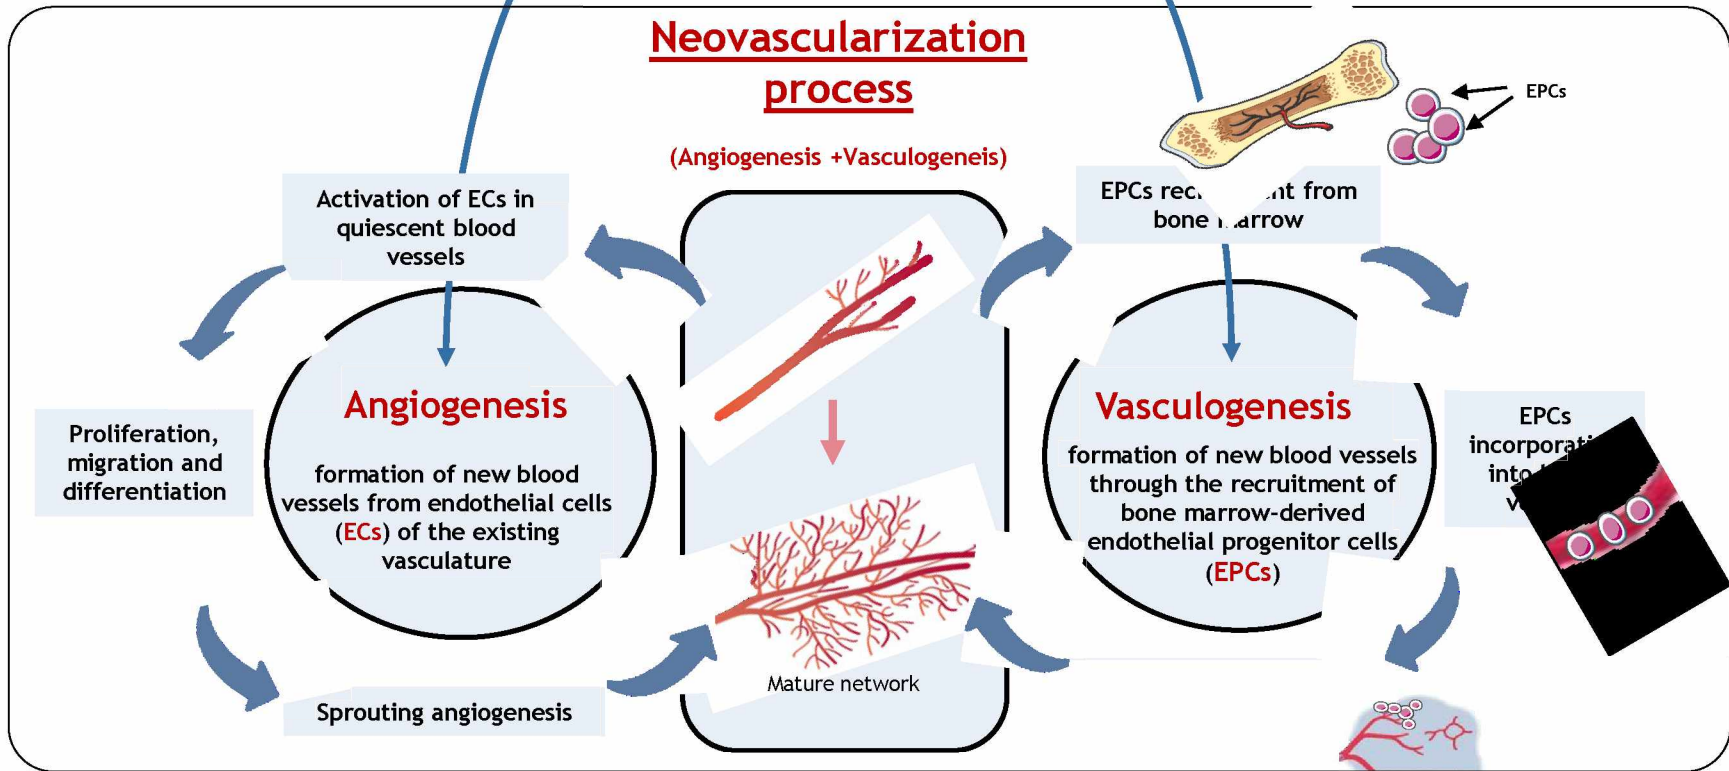 Neovascularization
process
(Angiogenesis +Vasculogeneis)
EPCs
Activation of ECs in
quiescent blood
vessels
EPCs from
bone
Angiogenesis
formation of new blood
vessels from endothelial cells
(ECs) of the existing
vasculature
Proliferation,
migration and
differentiation
Sprouting angiogenesis
Mature network
Vasculogenesis
formation of new blood vessels
through the recruitment of
bone marrow-derived
endothelial progenitor cells
(EPCs)
EPCs